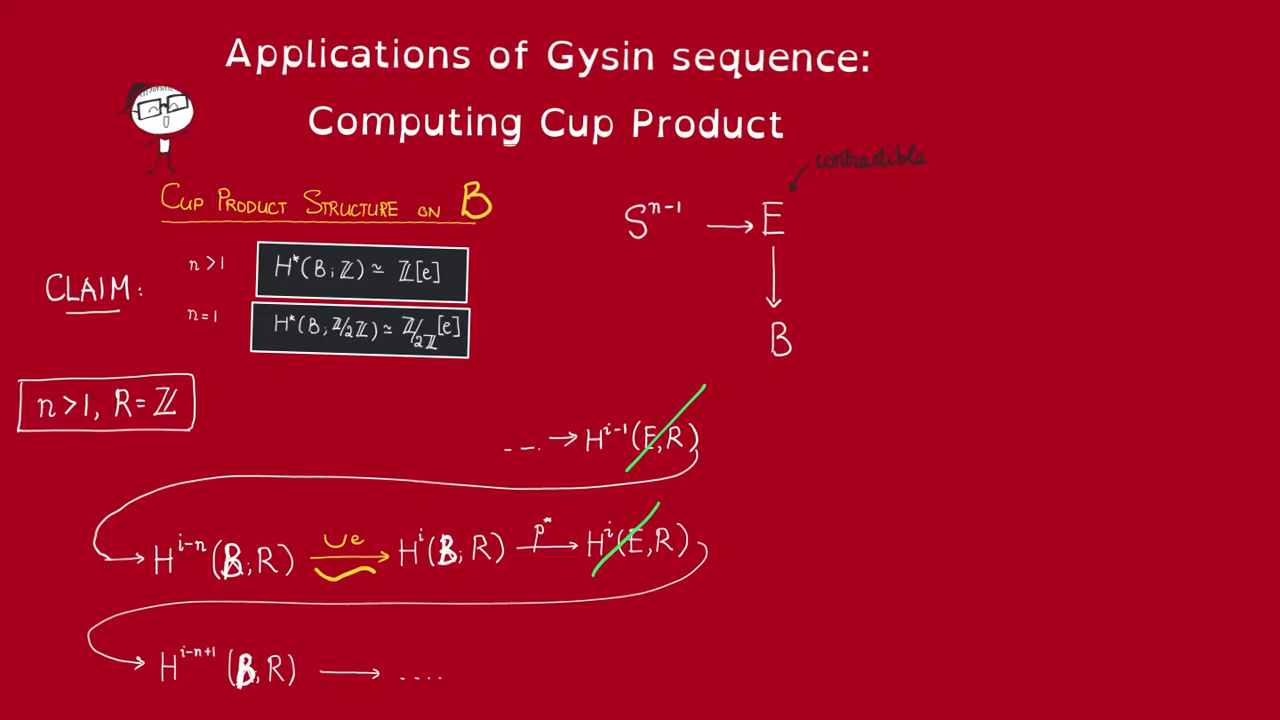 Applications of Gysin sequence:
Computing Cup Product
contractible
CUP PRODUCT STRUCTURE ON B
S^{n-1} → E
↓
B
CLAIM:
n>1 H*(B;ℤ) ≃ ℤ[e]
n=1 H*(B;ℤ/2ℤ) ≃ ℤ/2ℤ[e]
n>1, R=ℤ
---. → H^{i-1}(E,R)
→ H^{i-n}(B,R) →^{∪e} H^i(B,R) →^{p*} H^i(E,R)
→ H^{i-n+1}(B,R) → ....